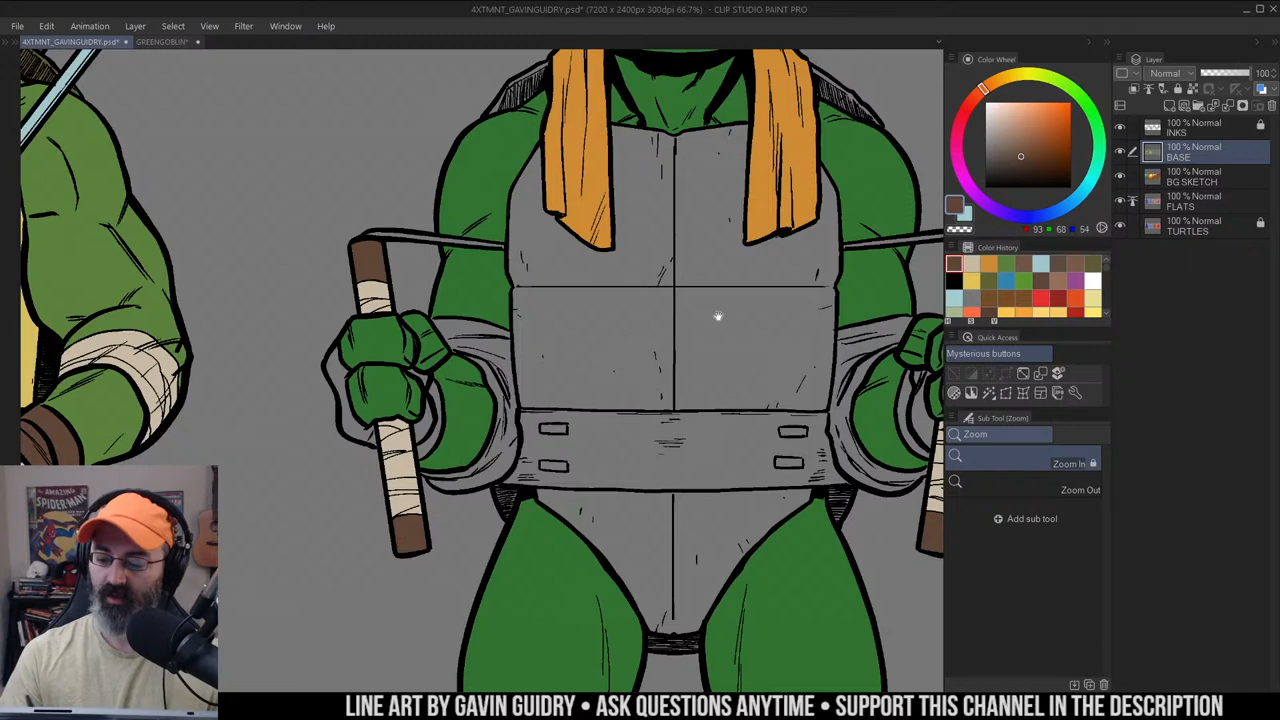 4XTMNT_GAVINGUIDRY.psd* (7200 x 2400px 300dpi 66.7%) - CLIP STUDIO PAINT PRO
File Edit Animation Layer Select View Filter Window Help
4XTMNT_GAVINGUIDRY.psd*
GREENGOBLIN*
Color Wheel
93 68 54
Color History
H S V
Quick Access
Mysterious buttons
Sub Tool [Zoom]
Zoom
Zoom In
Zoom Out
Add sub tool
Layer
Normal 100
100 % Normal
INKS
100 % Normal
BASE
100 % Normal
BG SKETCH
100 % Normal
FLATS
100 % Normal
TURTLES
THE AMAZING
SPIDER-MAN
LINE ART BY GAVIN GUIDRY • ASK QUESTIONS ANYTIME • SUPPORT THIS CHANNEL IN THE DESCRIPTION